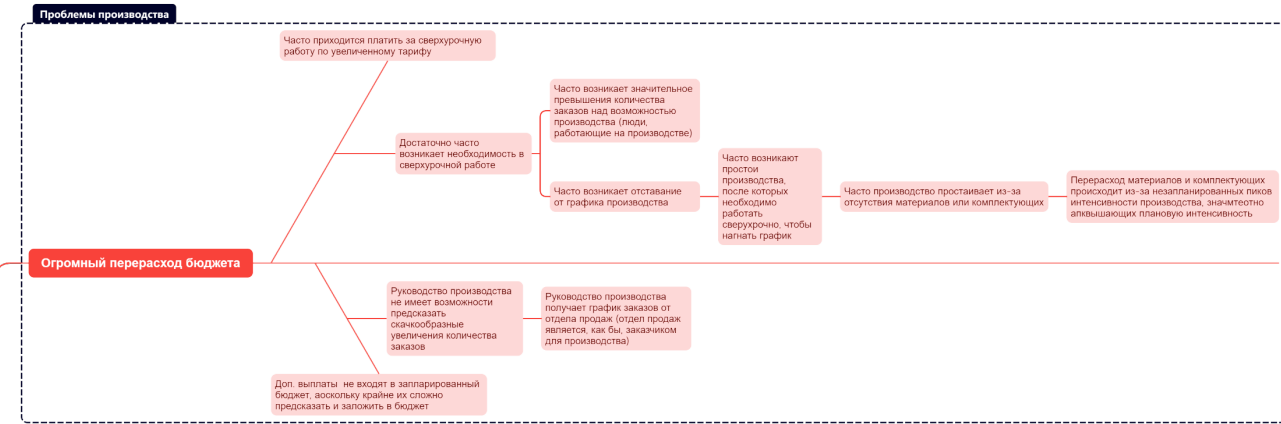 Проблемы производства
Часто приходится платить за сверхурочную
работу по увеличенному тарифу
Часто возникает значительное
превышения количества
заказов над возможностью
производства (люди,
работающие на производстве)
Достаточно часто
возникает необходимость в
сверхурочной работе
Часто возникает отставание
от графика производства
Часто возникают
простои
производства,
после которых
необходимо
работать
сверухрочно, чтобы
нагнать график
Часто производство простаивает из-за
отсутствия материалов или комплектующих
Перерасход материалов и комплектующих
происходит из-за незапланированных пиков
интенсивности производства, значмтеотно
апквышающих плановую интенсивность
Огромный перерасход бюджета
Руководство производства
не имеет возможности
предсказать
скачкообразные
увеличения количества
заказов
Руководство производства
получает график заказов от
отдела продаж (отдел продаж
является, как бы, заказчиком
для производства)
Доп. выплаты не входят в запларированный
бюджет, аоскольку крайне их сложно
предсказать и заложить в бюджет